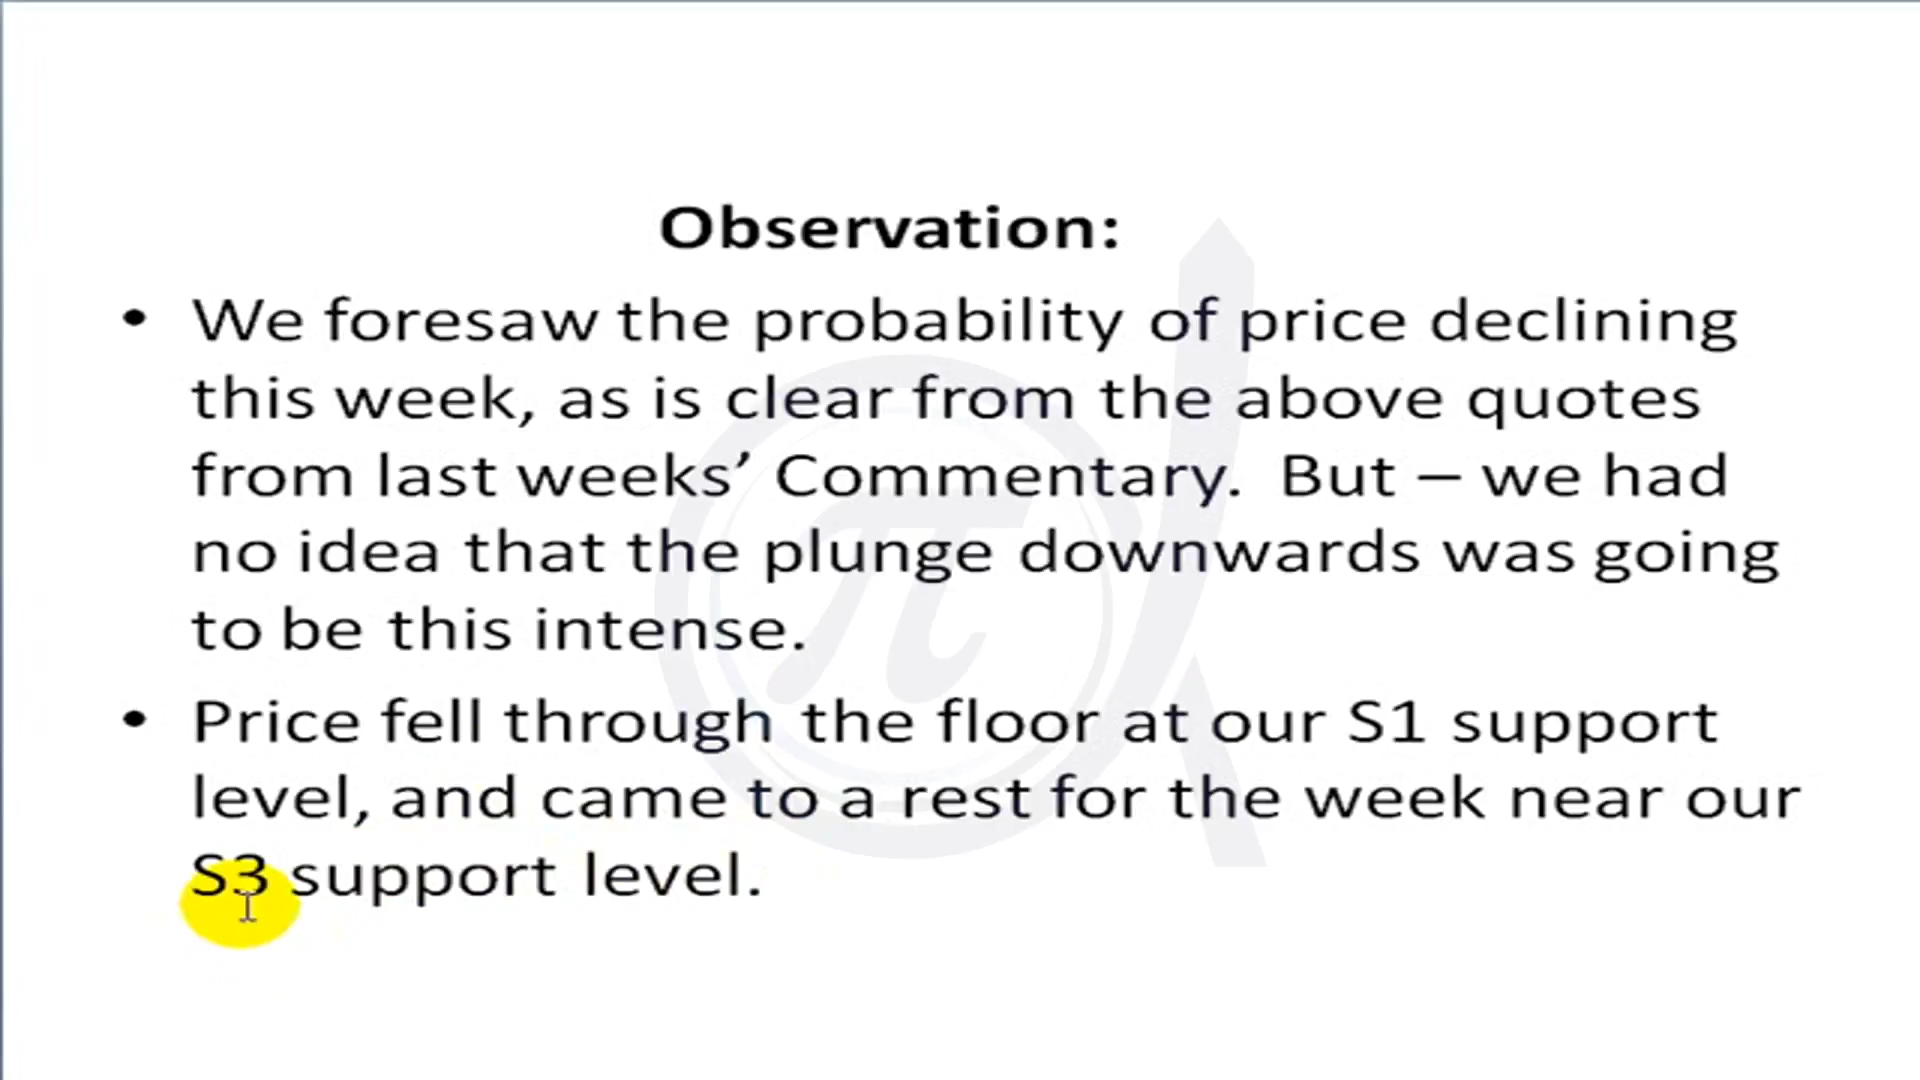 Observation:
• We foresaw the probability of price declining
this week, as is clear from the above quotes
from last weeks’ Commentary.  But – we had
no idea that the plunge downwards was going
to be this intense.
• Price fell through the floor at our S1 support
level, and came to a rest for the week near our
S3 support level.
π